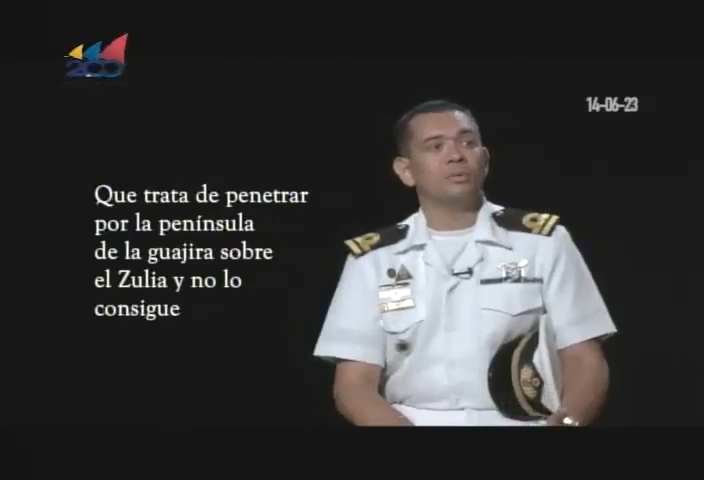 200
14-06-23
Que trata de penetrar
por la península
de la guajira sobre
el Zulia y no lo
consigue